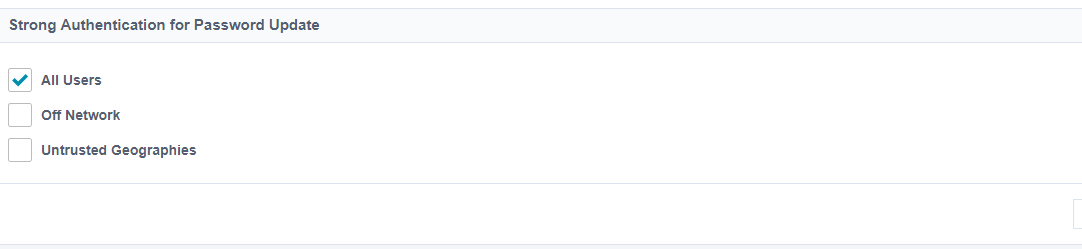 Strong Authentication for Password Update
All Users
Off Network
Untrusted Geographies